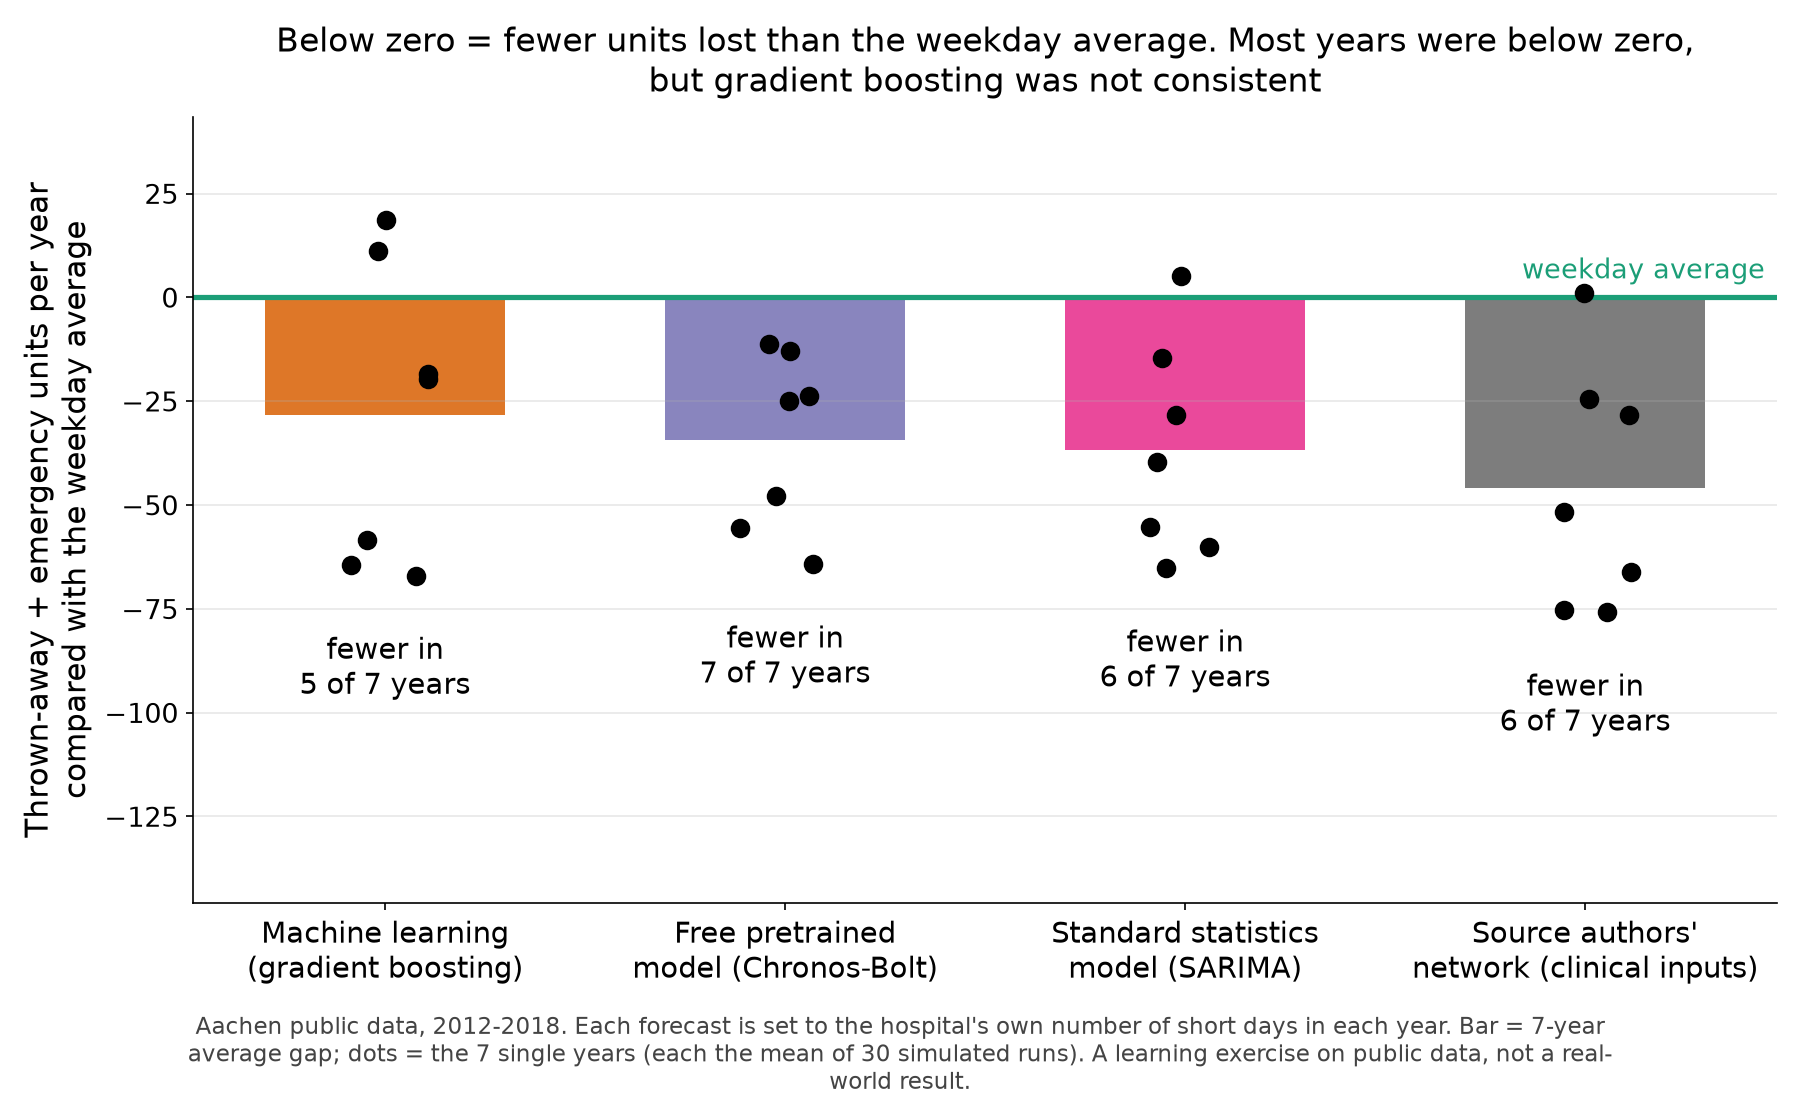 Below zero = fewer units lost than the weekday average. Most years were below zero,
but gradient boosting was not consistent
Thrown-away + emergency units per year
compared with the weekday average
25
0
−25
−50
−75
−100
−125
weekday average
fewer in
5 of 7 years
fewer in
7 of 7 years
fewer in
6 of 7 years
fewer in
6 of 7 years
Machine learning
(gradient boosting)
Free pretrained
model (Chronos-Bolt)
Standard statistics
model (SARIMA)
Source authors'
network (clinical inputs)
Aachen public data, 2012-2018. Each forecast is set to the hospital's own number of short days in each year. Bar = 7-year
average gap; dots = the 7 single years (each the mean of 30 simulated runs). A learning exercise on public data, not a real-
world result.